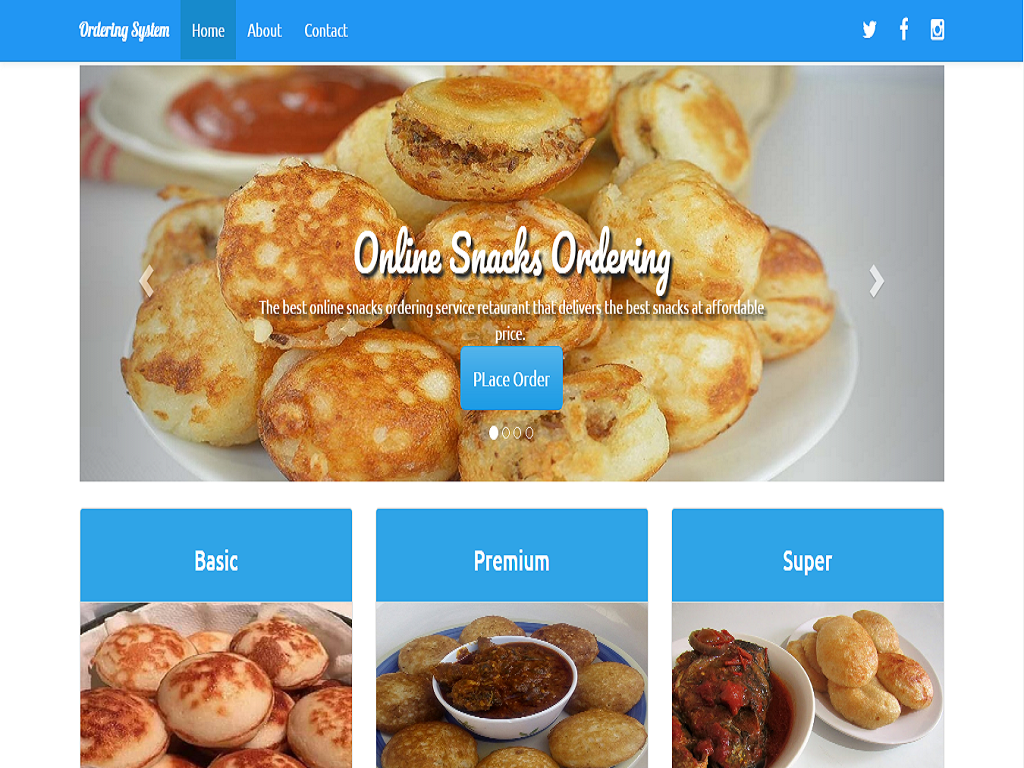 Ordering System Home About Contact
Online Snacks Ordering
The best online snacks ordering service retaurant that delivers the best snacks at affordable
price.
PLace Order
Basic Premium Super